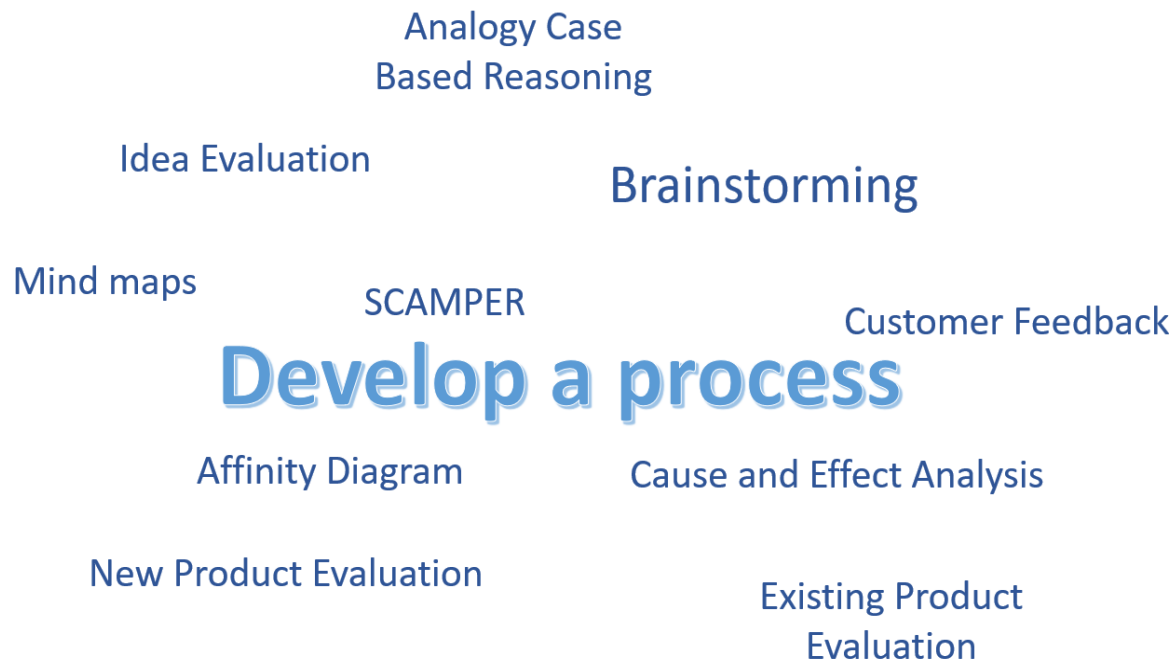 Analogy Case
Based Reasoning
Idea Evaluation
Brainstorming
Mind maps
SCAMPER
Customer Feedback
Develop a process
Affinity Diagram
Cause and Effect Analysis
New Product Evaluation
Existing Product
Evaluation